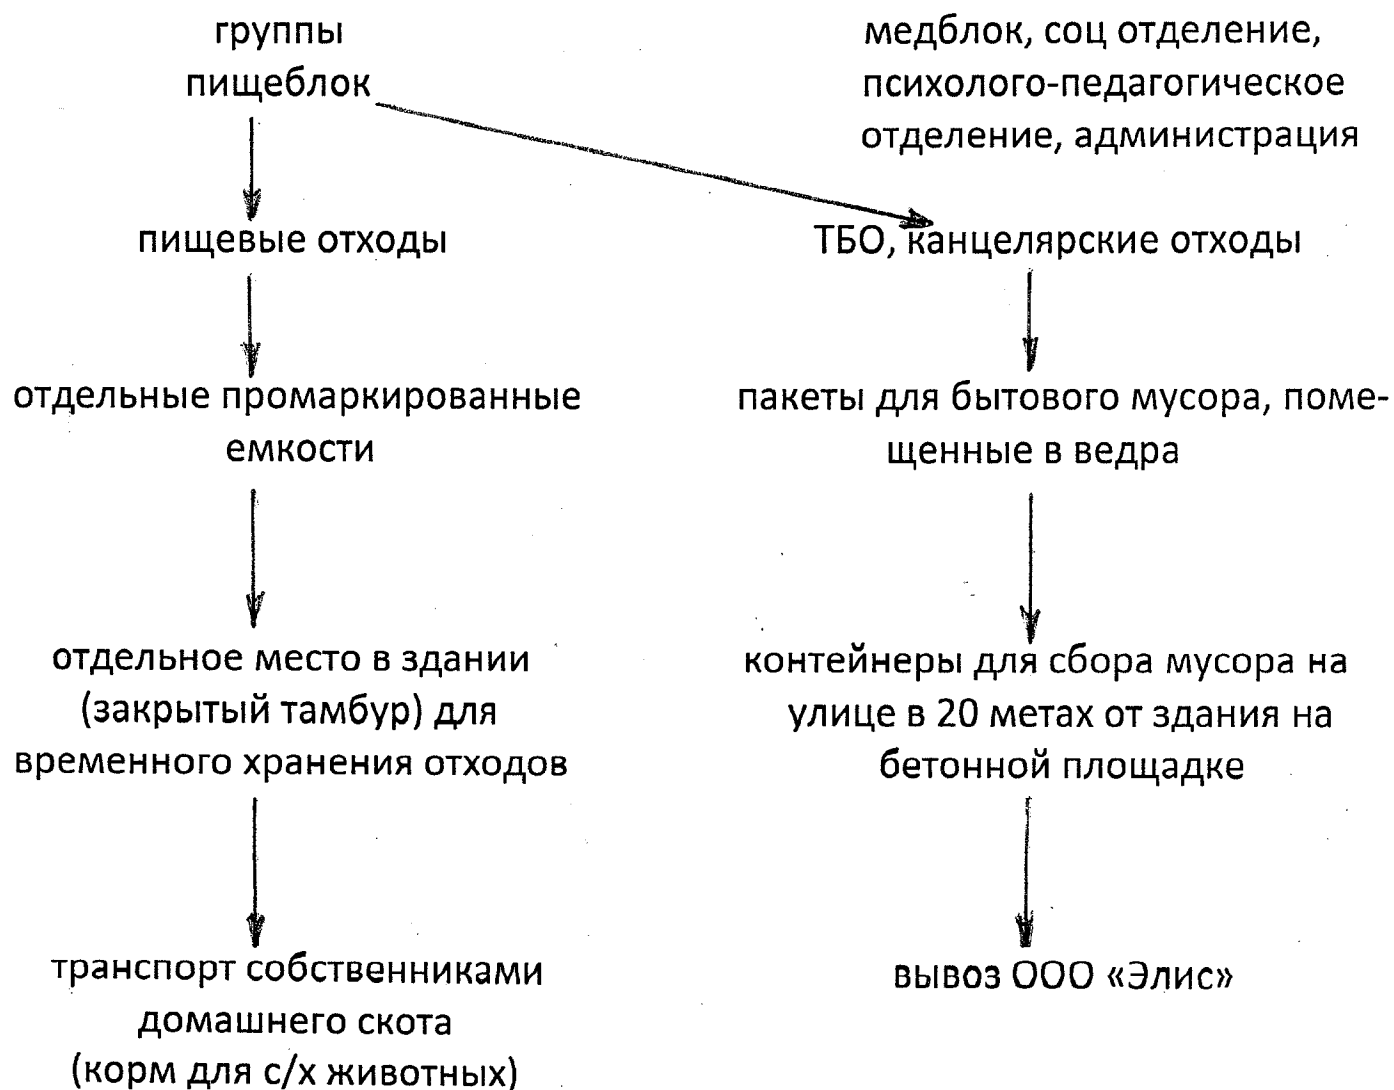 группы
пищеблок
медблок, соц отделение,
психолого-педагогическое
отделение, администрация
пищевые отходы
ТБО, канцелярские отходы
отдельные промаркированные
емкости
пакеты для бытового мусора, поме-
щенные в ведра
отдельное место в здании
(закрытый тамбур) для
временного хранения отходов
контейнеры для сбора мусора на
улице в 20 метах от здания на
бетонной площадке
транспорт собственниками
домашнего скота
(корм для с/х животных)
вывоз ООО «Элис»